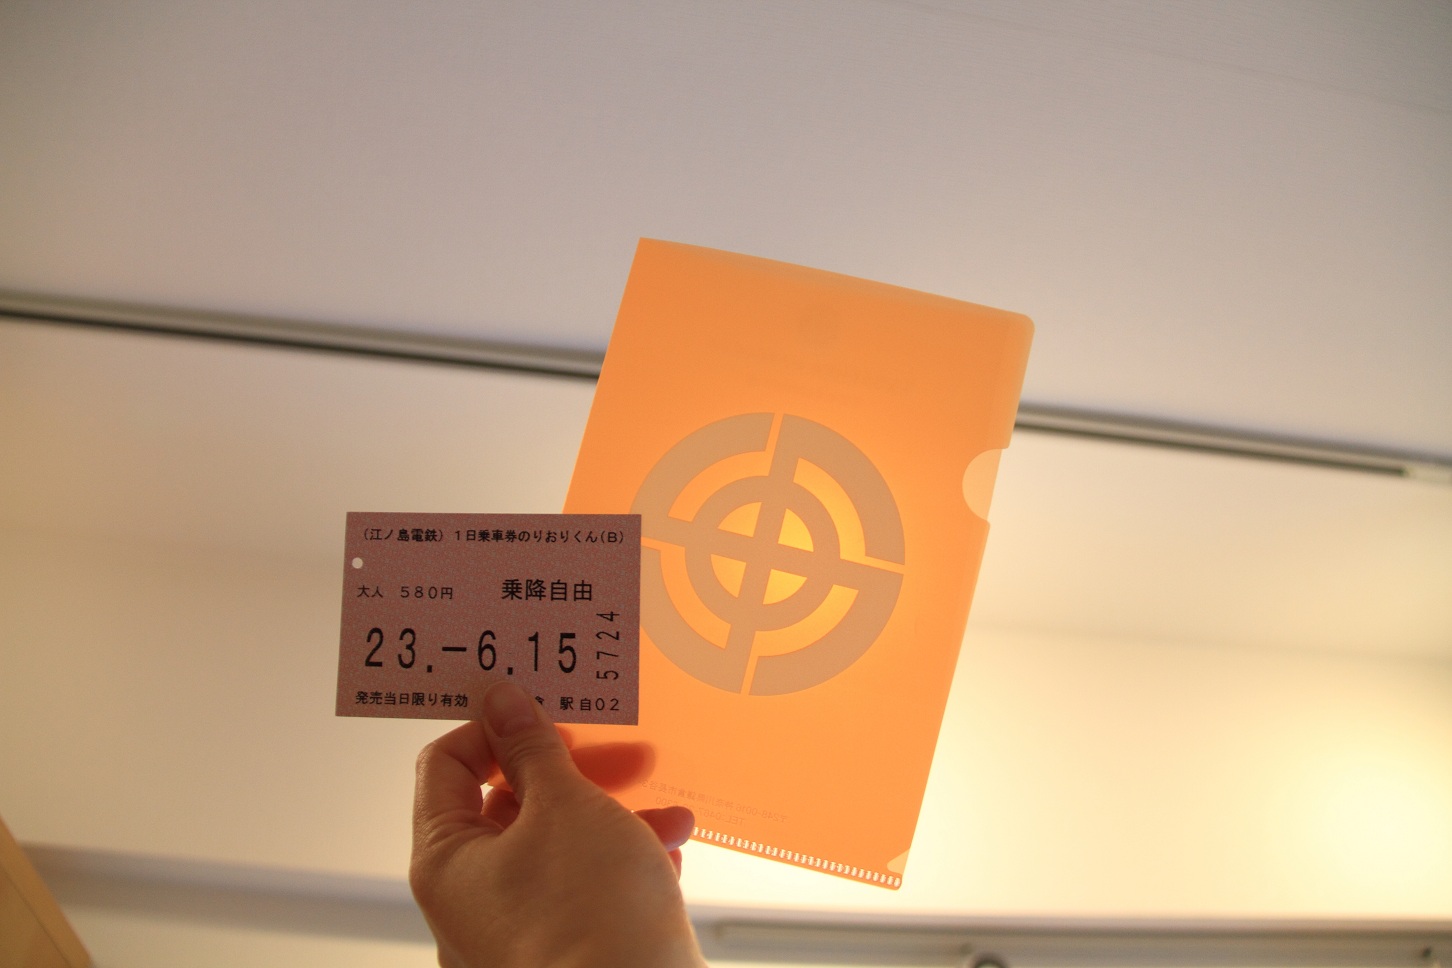 (江ノ島電鉄) 1日乗車券のりおりくん(B)
大人 580円 乗降自由
23.-6.15
5724
発売当日限り有効 駅自02